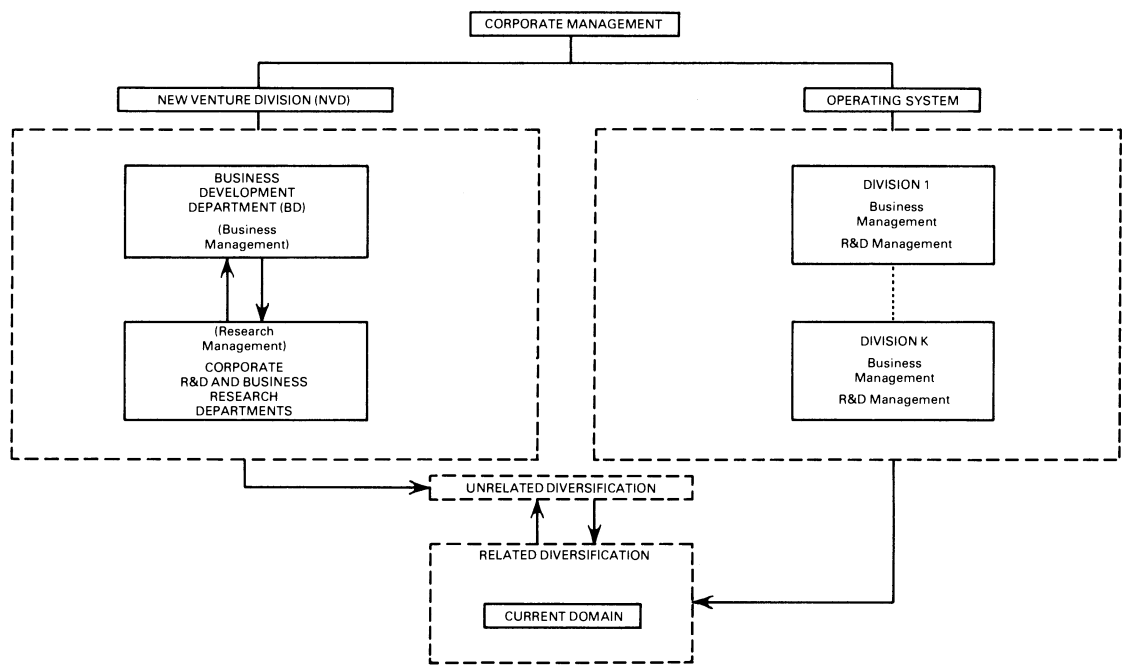 CORPORATE MANAGEMENT
NEW VENTURE DIVISION (NVD)
OPERATING SYSTEM
BUSINESS
DEVELOPMENT
DEPARTMENT (BD)
(Business
Management)
(Research
Management)
CORPORATE
R&D AND BUSINESS
RESEARCH
DEPARTMENTS
DIVISION 1
Business
Management
R&D Management
DIVISION K
Business
Management
R&D Management
UNRELATED DIVERSIFICATION
RELATED DIVERSIFICATION
CURRENT DOMAIN